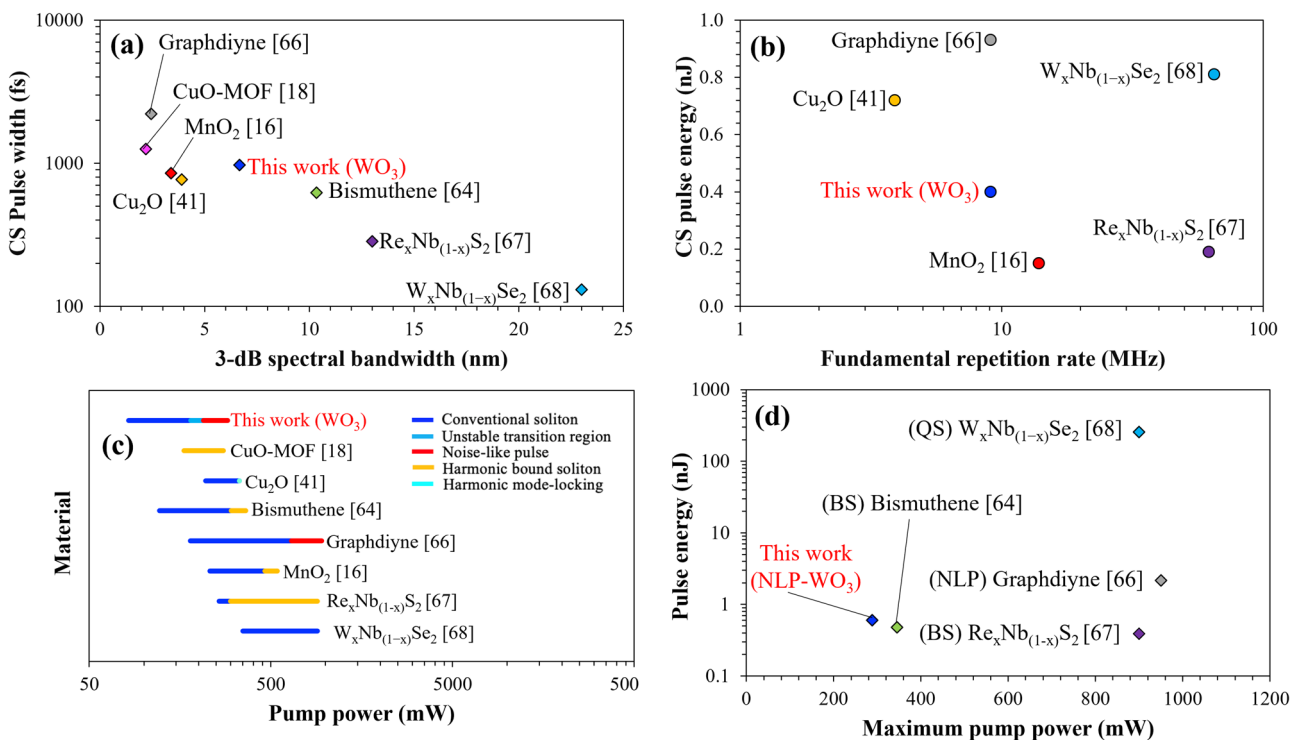 (a)
CS Pulse width (fs)
10000
1000
100
Graphdiyne [66]
CuO-MOF [18]
MnO₂ [16]
Cu₂O [41]
This work (WO₃)
Bismuthene [64]
ReₓNb₍₁₋ₓ₎S₂ [67]
WₓNb₍₁₋ₓ₎Se₂ [68]
0 5 10 15 20 25
3-dB spectral bandwidth (nm)
(b)
CS pulse energy (nJ)
1.0
0.8
0.6
0.4
0.2
0.0
Graphdiyne [66]
WₓNb₍₁₋ₓ₎Se₂ [68]
Cu₂O [41]
This work (WO₃)
ReₓNb₍₁₋ₓ₎S₂ [67]
MnO₂ [16]
1 10 100
Fundamental repetition rate (MHz)
(c)
Material
This work (WO₃)
CuO-MOF [18]
Cu₂O [41]
Bismuthene [64]
Graphdiyne [66]
MnO₂ [16]
ReₓNb₍₁₋ₓ₎S₂ [67]
WₓNb₍₁₋ₓ₎Se₂ [68]
Conventional soliton
Unstable transition region
Noise-like pulse
Harmonic bound soliton
Harmonic mode-locking
50 500 5000 500
Pump power (mW)
(d)
Pulse energy (nJ)
1000
100
10
1
0.1
(QS) WₓNb₍₁₋ₓ₎Se₂ [68]
(BS) Bismuthene [64]
This work
(NLP-WO₃)
(NLP) Graphdiyne [66]
(BS) ReₓNb₍₁₋ₓ₎S₂ [67]
0 200 400 600 800 1000 1200
Maximum pump power (mW)